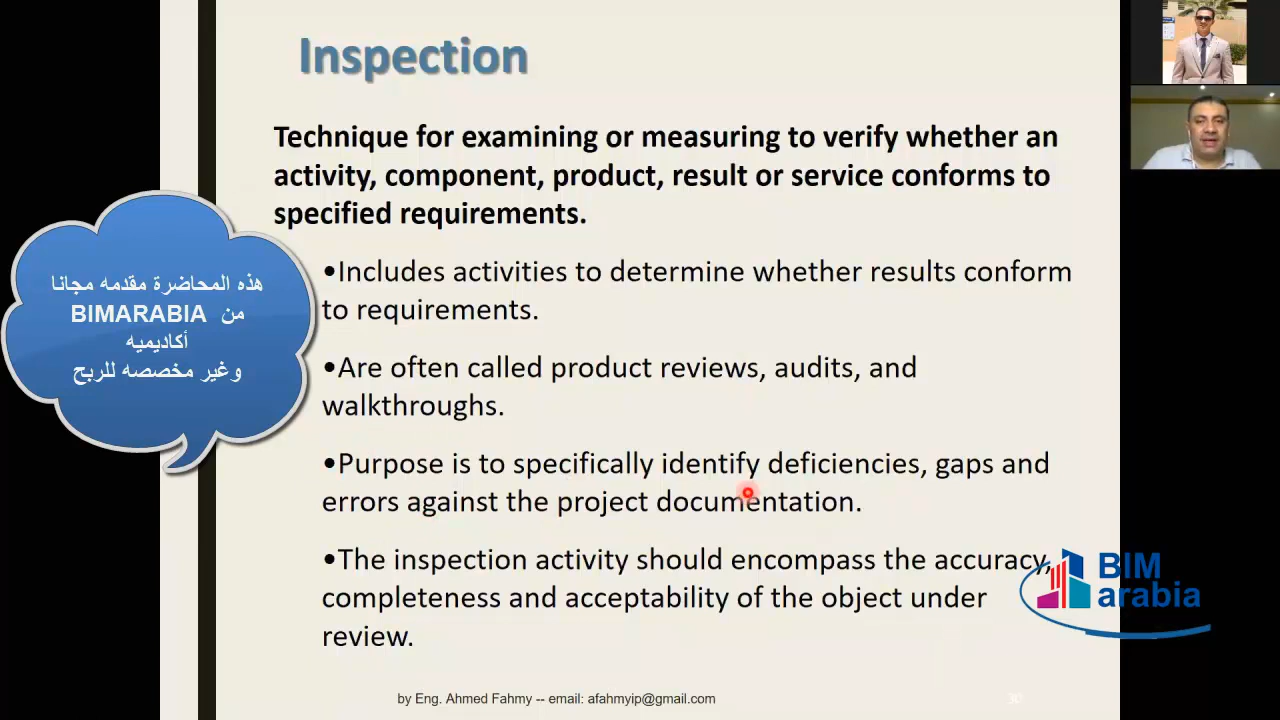 Inspection
Technique for examining or measuring to verify whether an
activity, component, product, result or service conforms to
specified requirements.
•Includes activities to determine whether results conform
to requirements.
•Are often called product reviews, audits, and
walkthroughs.
•Purpose is to specifically identify deficiencies, gaps and
errors against the project documentation.
•The inspection activity should encompass the accuracy,
completeness and acceptability of the object under
review.
هذه المحاضرة مقدمه مجانا
من BIMARABIA
أكاديميه
وغير مخصصه للربح
BIM
arabia
by Eng. Ahmed Fahmy -- email: afahmyip@gmail.com
30